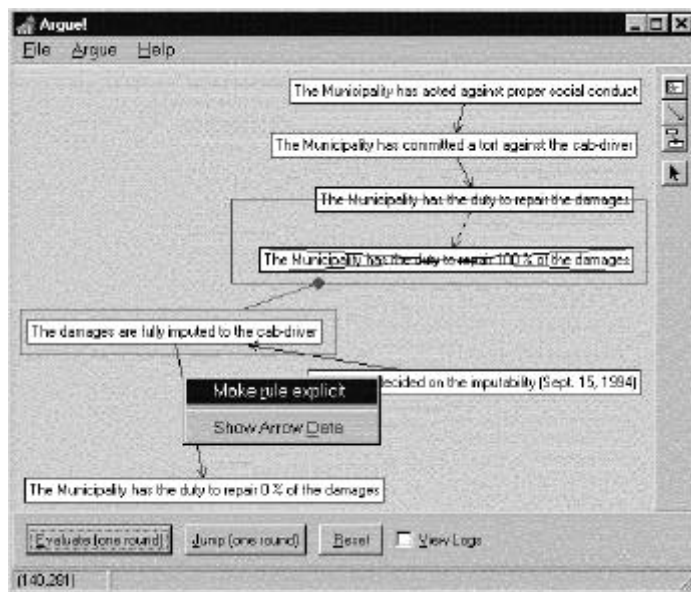 Argue!
File Argue Help
The Municipality has acted against proper social conduct
The Municipality has committed a tort against the cab-driver
The Municipality has the duty to repair the damages
The Municipality has the duty to repair 100 % of the damages
The damages are fully imputed to the cab-driver
decided on the imputability (Sept. 15, 1994)
Make rule explicit
Show Arrow Data
The Municipality has the duty to repair 0 % of the damages
Evaluate (one round) Jump (one round) Reset View Logs
(140,281)